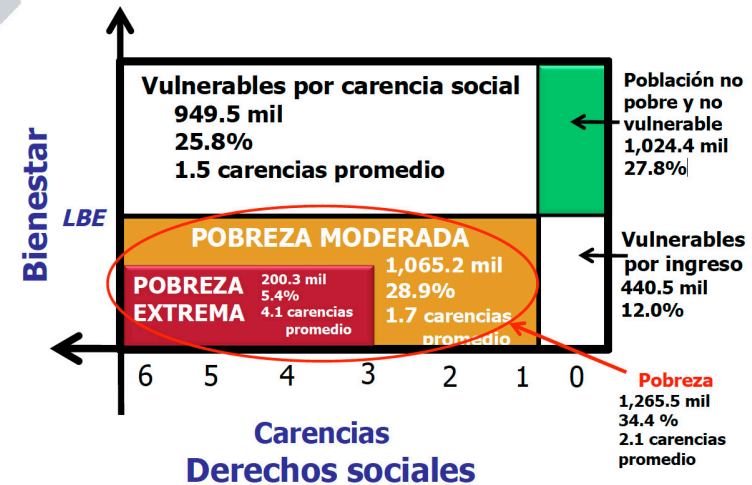 Vulnerables por carencia social
949.5 mil
25.8%
1.5 carencias promedio
Población no
pobre y no
vulnerable
1,024.4 mil
27.8%
Bienestar
LBE
POBREZA MODERADA
1,065.2 mil
28.9%
1.7 carencias
promedio
POBREZA
EXTREMA
200.3 mil
5.4%
4.1 carencias
promedio
Vulnerables
por ingreso
440.5 mil
12.0%
6 5 4 3 2 1 0
Pobreza
1,265.5 mil
34.4 %
2.1 carencias
promedio
Carencias
Derechos sociales